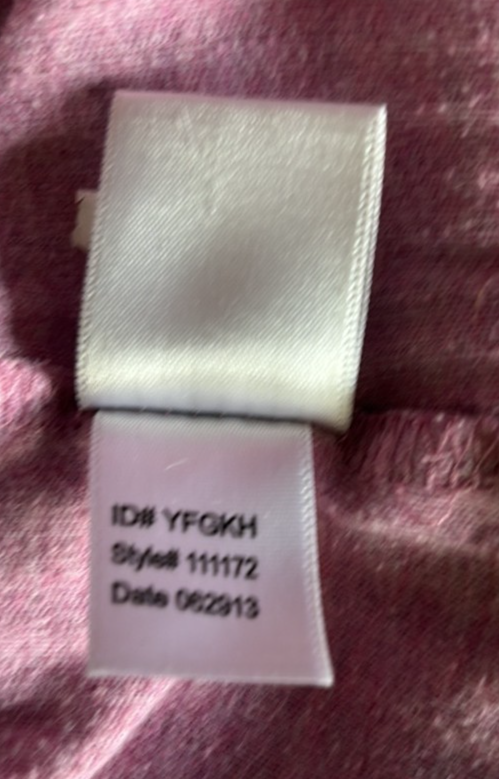 ID# YFGKH
Style# 111172
Date 062913